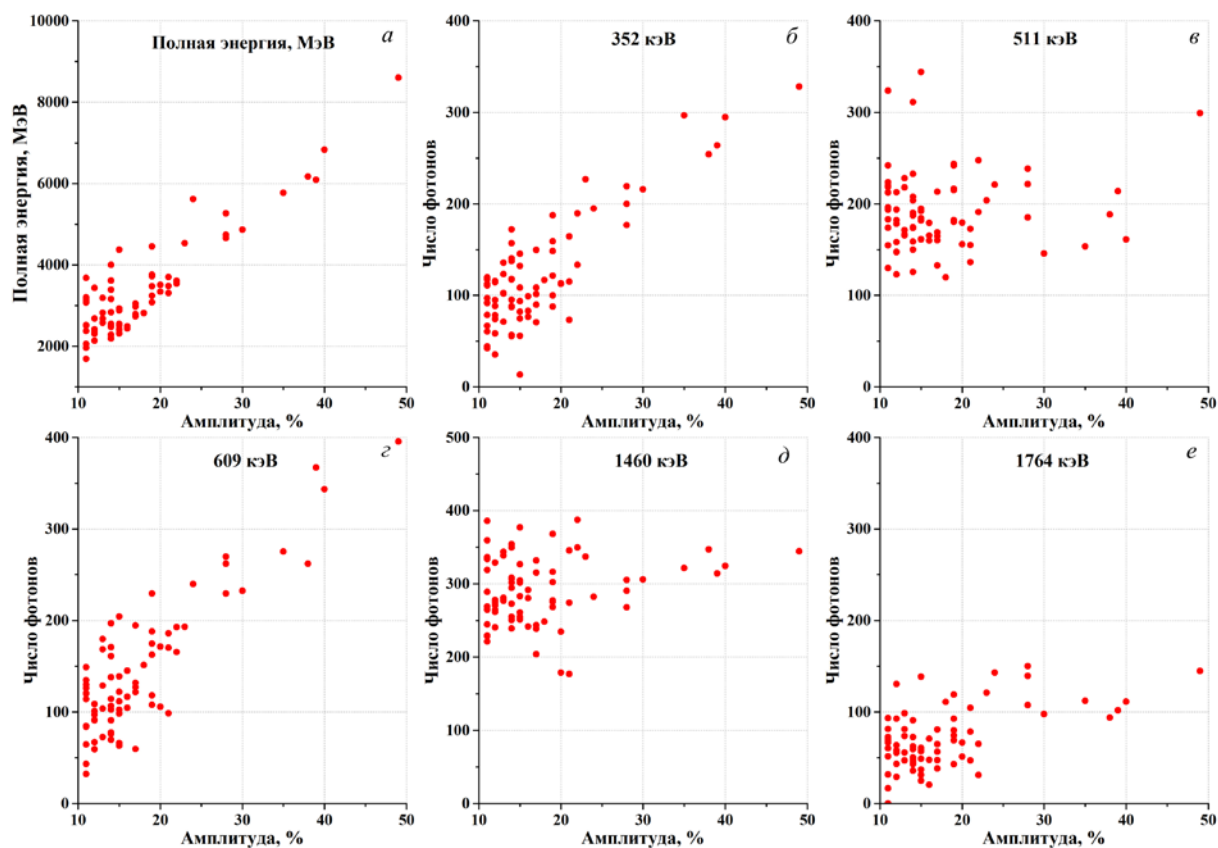 Полная энергия, МэВ
а
Полная энергия, МэВ
10000
8000
6000
4000
2000
10 20 30 40 50
Амплитуда, %
352 кэВ
б
Число фотонов
400
300
200
100
0
10 20 30 40 50
Амплитуда, %
511 кэВ
в
Число фотонов
400
300
200
100
0
10 20 30 40 50
Амплитуда, %
609 кэВ
г
Число фотонов
400
300
200
100
0
10 20 30 40 50
Амплитуда, %
1460 кэВ
д
Число фотонов
500
400
300
200
100
0
10 20 30 40 50
Амплитуда, %
1764 кэВ
е
Число фотонов
400
300
200
100
0
10 20 30 40 50
Амплитуда, %